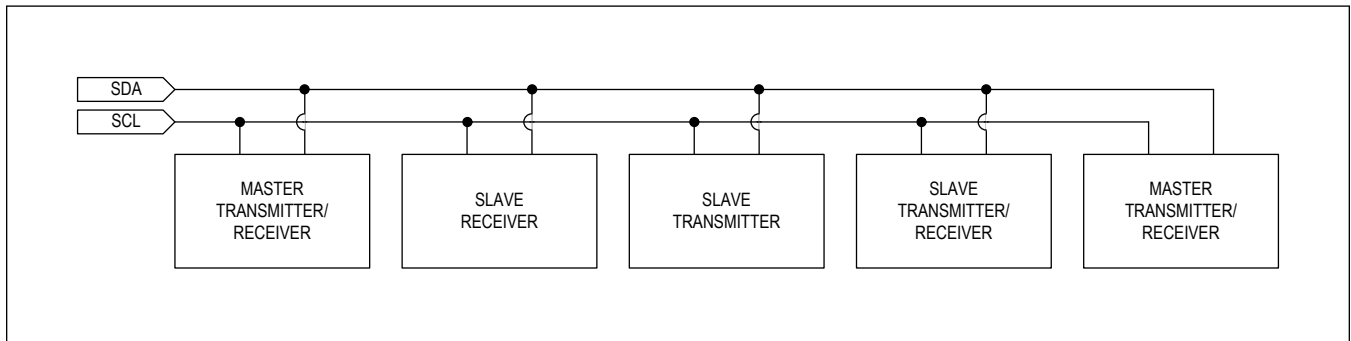 SDA
SCL
MASTER
TRANSMITTER/
RECEIVER
SLAVE
RECEIVER
SLAVE
TRANSMITTER
SLAVE
TRANSMITTER/
RECEIVER
MASTER
TRANSMITTER/
RECEIVER